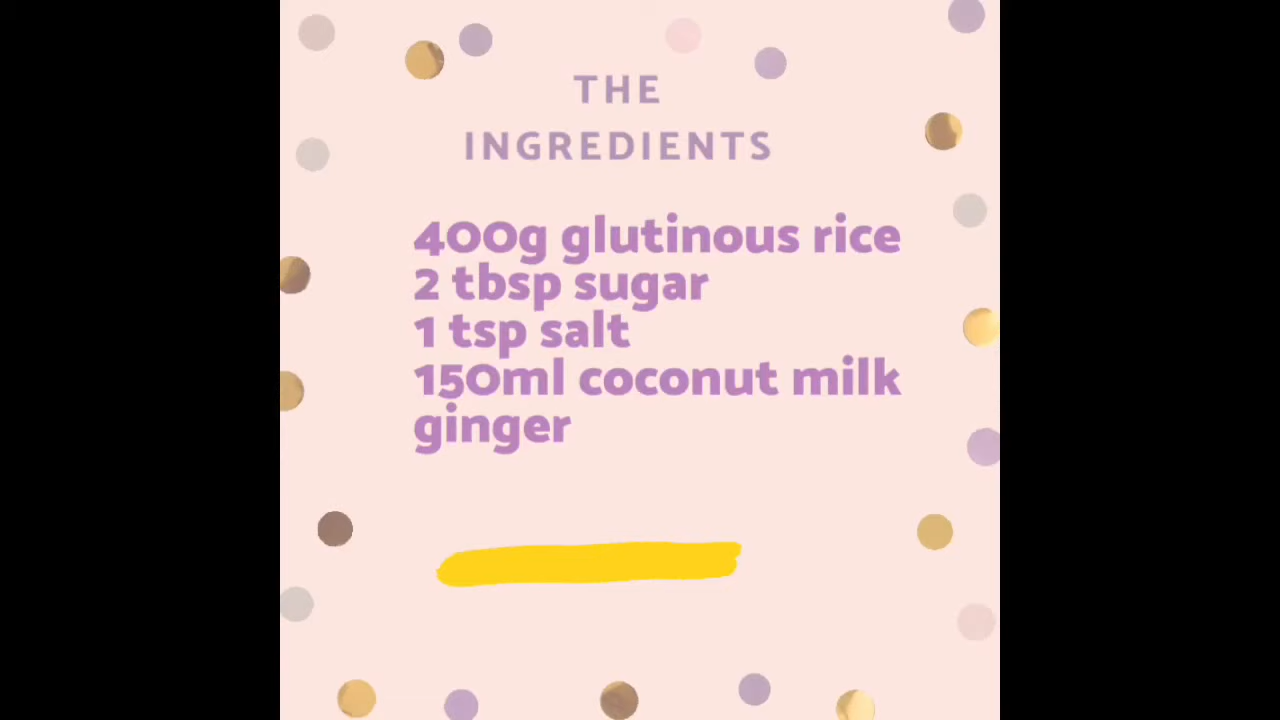 THE
INGREDIENTS
400g glutinous rice
2 tbsp sugar
1 tsp salt
150ml coconut milk
ginger